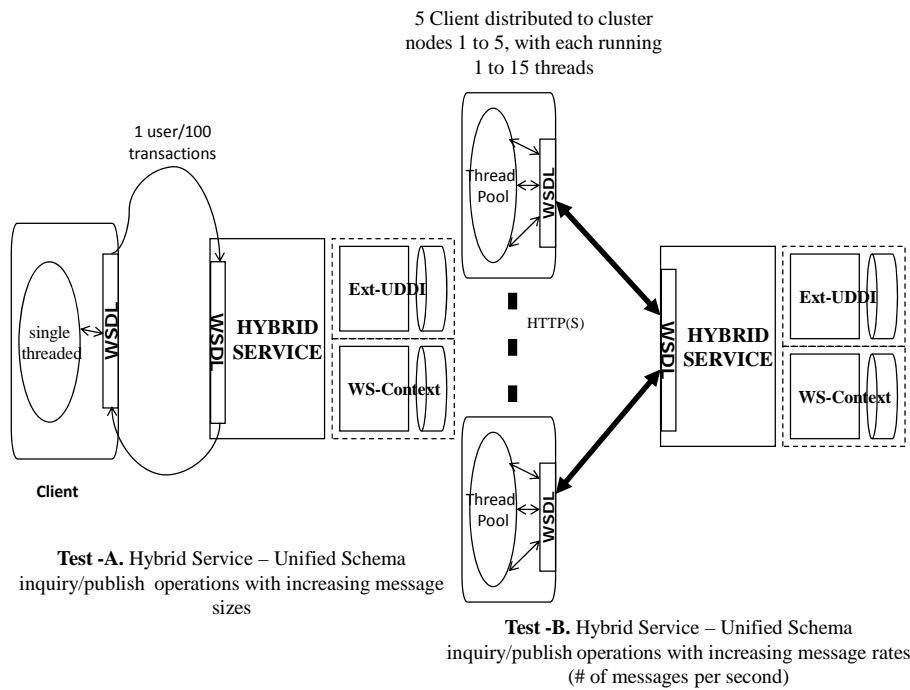 5 Client distributed to cluster
nodes 1 to 5, with each running
1 to 15 threads
1 user/100
transactions
single
threaded
WSDL
WSDL
HYBRID
SERVICE
Ext-UDDI
WS-Context
Client
Test -A. Hybrid Service – Unified Schema
inquiry/publish operations with increasing message
sizes
Thread
Pool
WSDL
HTTP(S)
Thread
Pool
WSDL
WSDL
HYBRID
SERVICE
Ext-UDDI
WS-Context
Test -B. Hybrid Service – Unified Schema
inquiry/publish operations with increasing message rates
(# of messages per second)